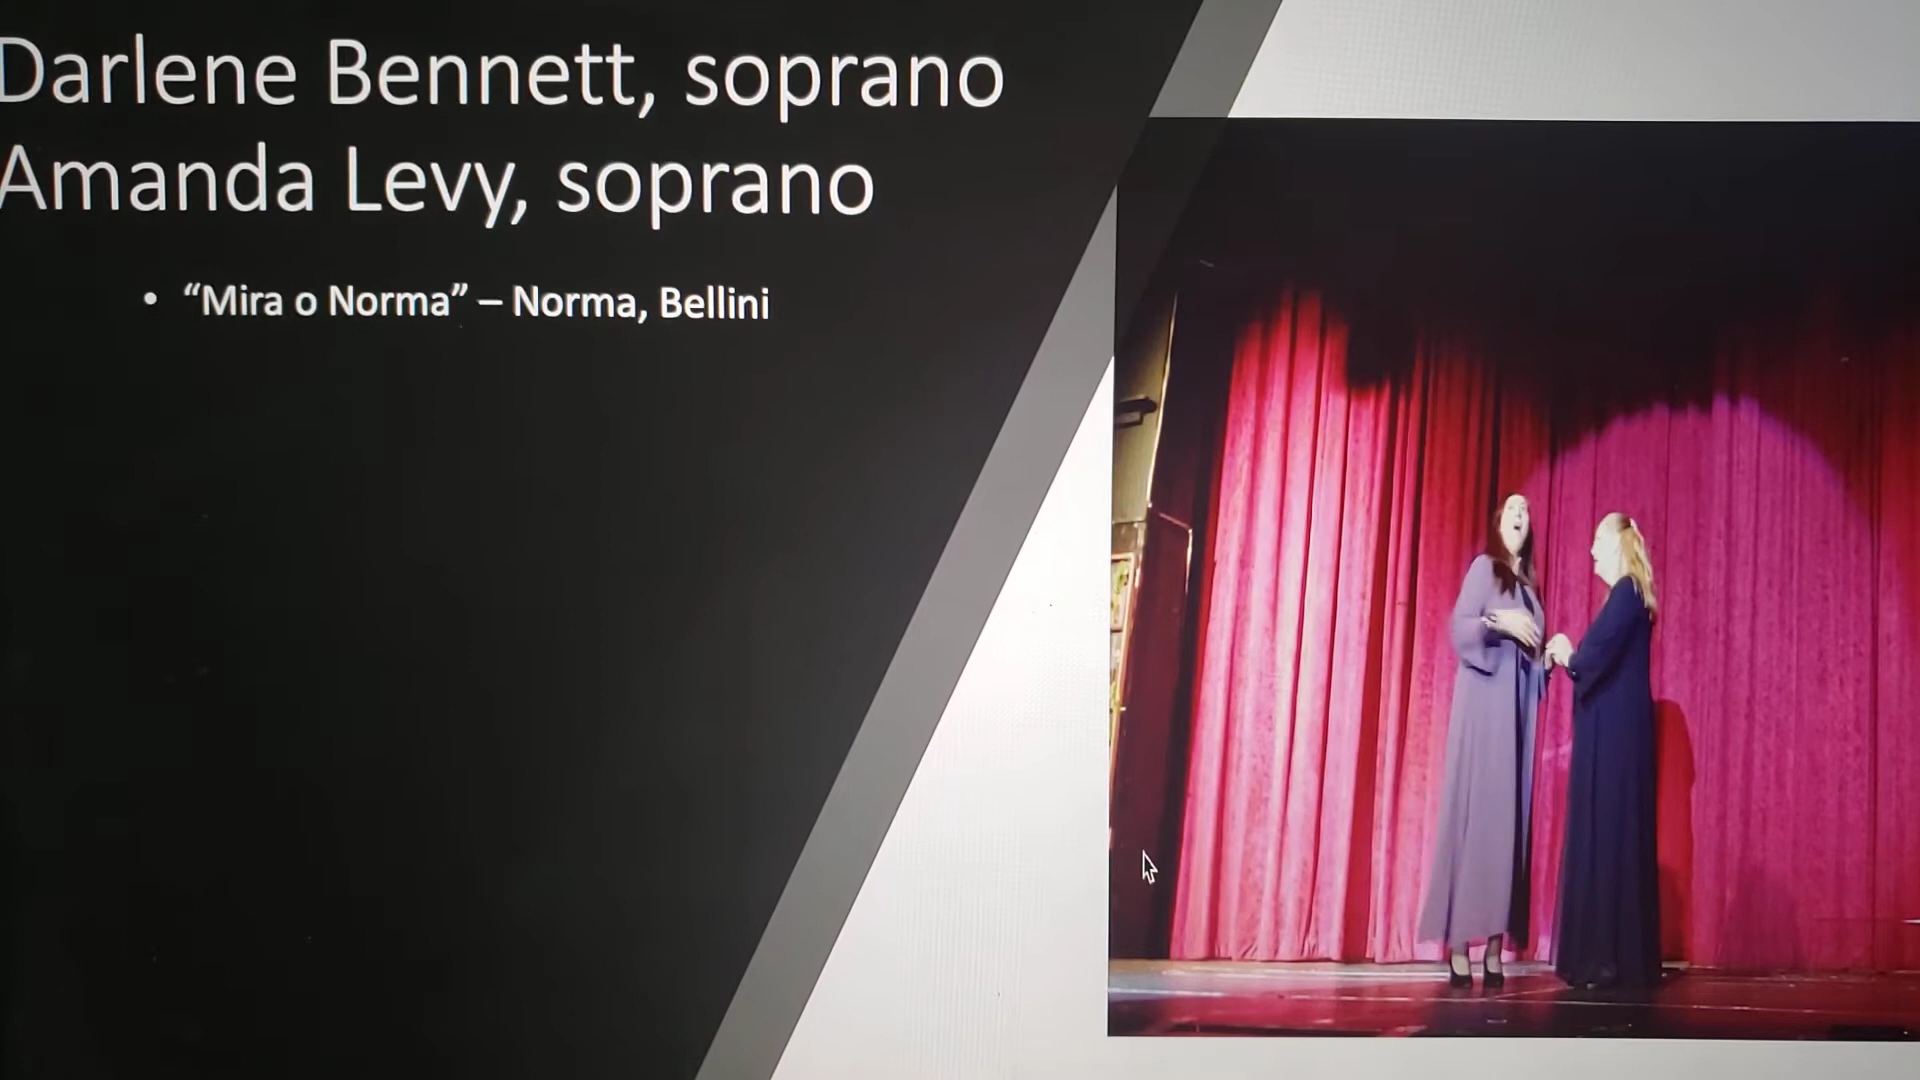 Darlene Bennett, soprano
Amanda Levy, soprano
• “Mira o Norma” – Norma, Bellini